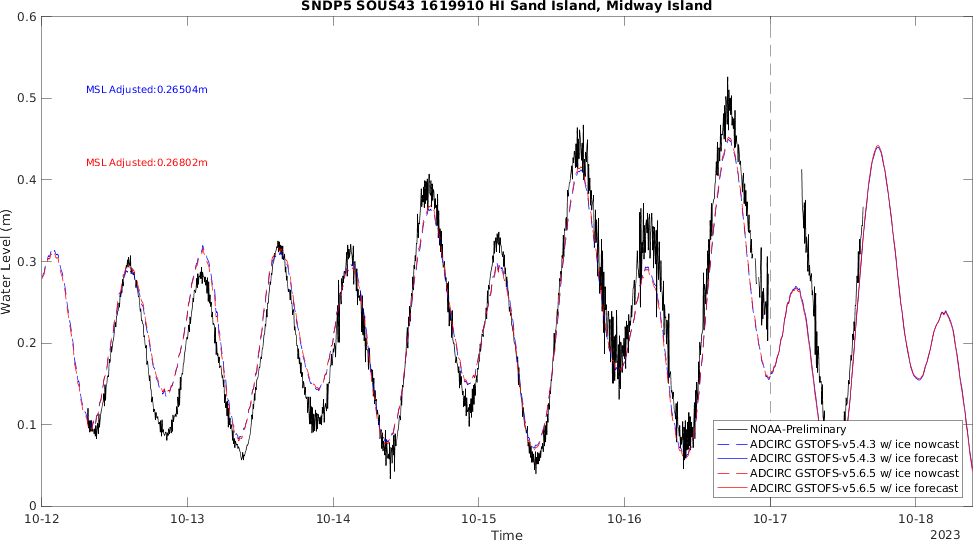 SNDP5 SOUS43 1619910 HI Sand Island, Midway Island
0.6
0.5
0.4
0.3
0.2
0.1
0
Water Level (m)
MSL Adjusted:0.26504m
MSL Adjusted:0.26802m
NOAA-Preliminary
ADCIRC GSTOFS-v5.4.3 w/ ice nowcast
ADCIRC GSTOFS-v5.4.3 w/ ice forecast
ADCIRC GSTOFS-v5.6.5 w/ ice nowcast
ADCIRC GSTOFS-v5.6.5 w/ ice forecast
10-12 10-13 10-14 10-15 10-16 10-17 10-18
Time
2023